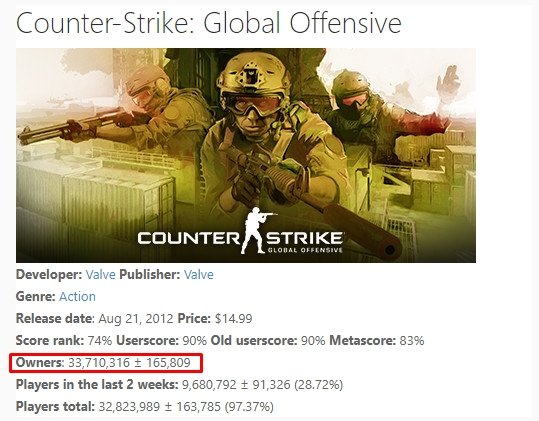 Counter-Strike: Global Offensive
COUNTER STRIKE
GLOBAL OFFENSIVE
Developer: Valve Publisher: Valve
Genre: Action
Release date: Aug 21, 2012 Price: $14.99
Score rank: 74% Userscore: 90% Old userscore: 90% Metascore: 83%
Owners: 33,710,316 ± 165,809
Players in the last 2 weeks: 9,680,792 ± 91,326 (28.72%)
Players total: 32,823,989 ± 163,785 (97.37%)